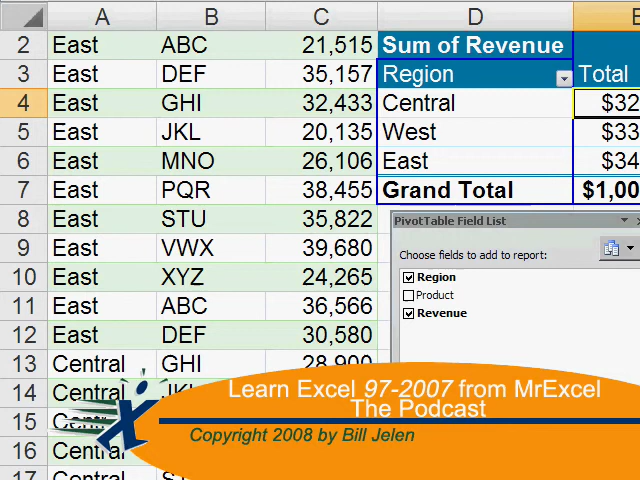 A B C D E
2 East ABC 21,515 Sum of Revenue
3 East DEF 35,157 Region Total
4 East GHI 32,433 Central $32
5 East JKL 20,135 West $33
6 East MNO 26,106 East $34
7 East PQR 38,455 Grand Total $1,00
8 East STU 35,822
PivotTable Field List
9 East VWX 39,680
Choose fields to add to report:
10 East XYZ 24,265
Region
Product
11 East ABC 36,566
Revenue
12 East DEF 30,580
13 Central GHI 28,900
Learn Excel 97-2007 from MrExcel
The Podcast
14 Central JK
15 Central
Copyright 2008 by Bill Jelen
16 Central
17 Central ST